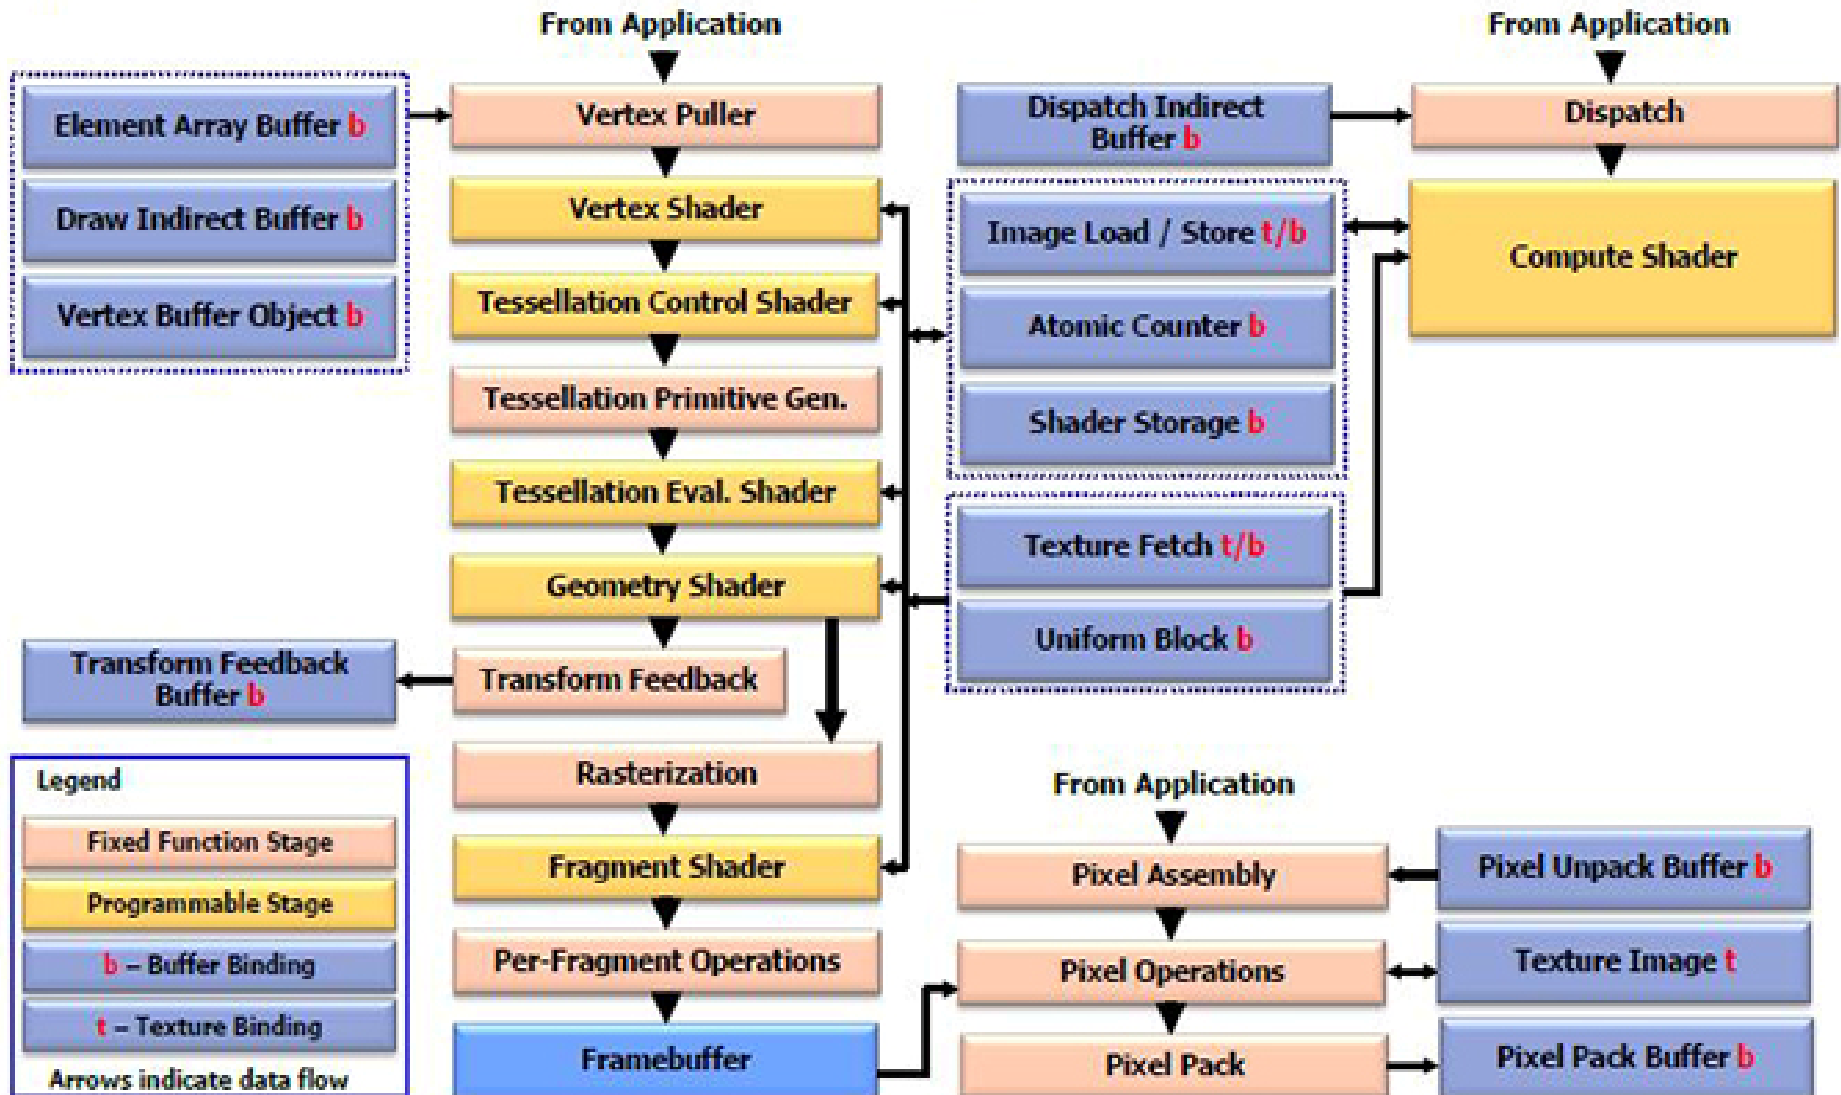 From Application
Element Array Buffer b
Draw Indirect Buffer b
Vertex Buffer Object b
Vertex Puller
Vertex Shader
Tessellation Control Shader
Tessellation Primitive Gen.
Tessellation Eval. Shader
Geometry Shader
Transform Feedback
Buffer b
Transform Feedback
Rasterization
Fragment Shader
Per-Fragment Operations
Framebuffer
Legend
Fixed Function Stage
Programmable Stage
b – Buffer Binding
t – Texture Binding
Arrows indicate data flow
From Application
Dispatch Indirect
Buffer b
Dispatch
Image Load / Store t/b
Atomic Counter b
Shader Storage b
Compute Shader
Texture Fetch t/b
Uniform Block b
From Application
Pixel Assembly
Pixel Unpack Buffer b
Pixel Operations
Texture Image t
Pixel Pack
Pixel Pack Buffer b